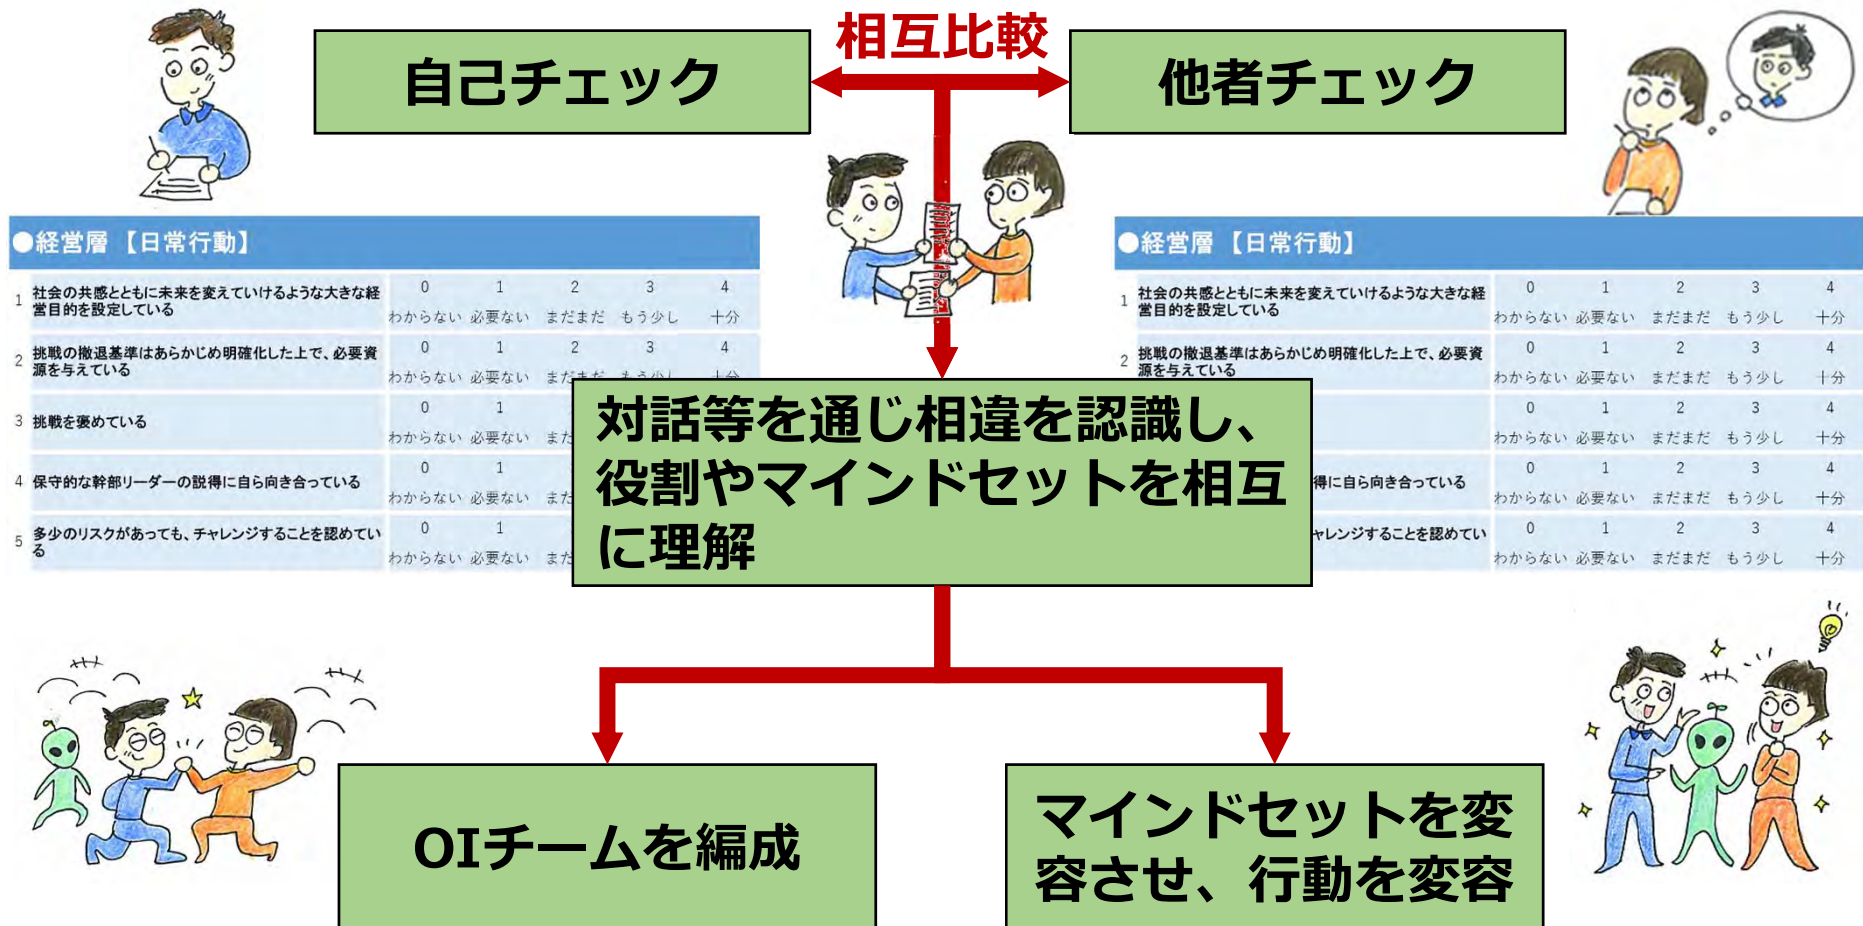 相互比較
自己チェック
他者チェック
●経営層 【日常行動】
1 社会の共感とともに未来を変えていけるような大きな経
営目的を設定している
0 1 2 3 4
わからない 必要ない まだまだ もう少し 十分
2 挑戦の撤退基準はあらかじめ明確化した上で、必要資
源を与えている
0 1 2 3 4
わからない 必要ない まだまだ もう少し 十分
3 挑戦を褒めている
0 1
わからない 必要ない まだ
4 保守的な幹部リーダーの説得に自ら向き合っている
0 1
わからない 必要ない まだ
5 多少のリスクがあっても、チャレンジすることを認めてい
る
0 1
わからない 必要ない まだ
●経営層 【日常行動】
1 社会の共感とともに未来を変えていけるような大きな経
営目的を設定している
0 1 2 3 4
わからない 必要ない まだまだ もう少し 十分
2 挑戦の撤退基準はあらかじめ明確化した上で、必要資
源を与えている
0 1 2 3 4
わからない 必要ない まだまだ もう少し 十分
0 1 2 3 4
わからない 必要ない まだまだ もう少し 十分
得に自ら向き合っている
0 1 2 3 4
わからない 必要ない まだまだ もう少し 十分
ャレンジすることを認めてい
0 1 2 3 4
わからない 必要ない まだまだ もう少し 十分
対話等を通じ相違を認識し、
役割やマインドセットを相互
に理解
OIチームを編成
マインドセットを変
容させ、行動を変容